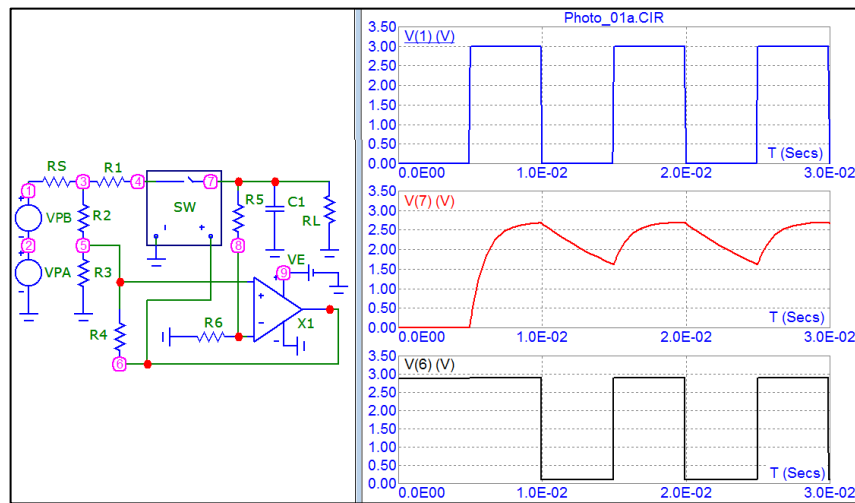 Photo_01a.CIR
V(1) (V)
3.50
3.00
2.50
2.00
1.50
1.00
0.50
0.00
0.0E00
1.0E-02
2.0E-02
3.0E-02
T (Secs)
V(7) (V)
3.50
3.00
2.50
2.00
1.50
1.00
0.50
0.00
0.0E00
1.0E-02
2.0E-02
3.0E-02
T (Secs)
V(6) (V)
3.50
3.00
2.50
2.00
1.50
1.00
0.50
0.00
0.0E00
1.0E-02
2.0E-02
3.0E-02
T (Secs)
RS
3
R1
4
7
1
SW
R5
C1
RL
VPB
R2
2
5
8
VPA
R3
9
VE
R4
R6
X1
6